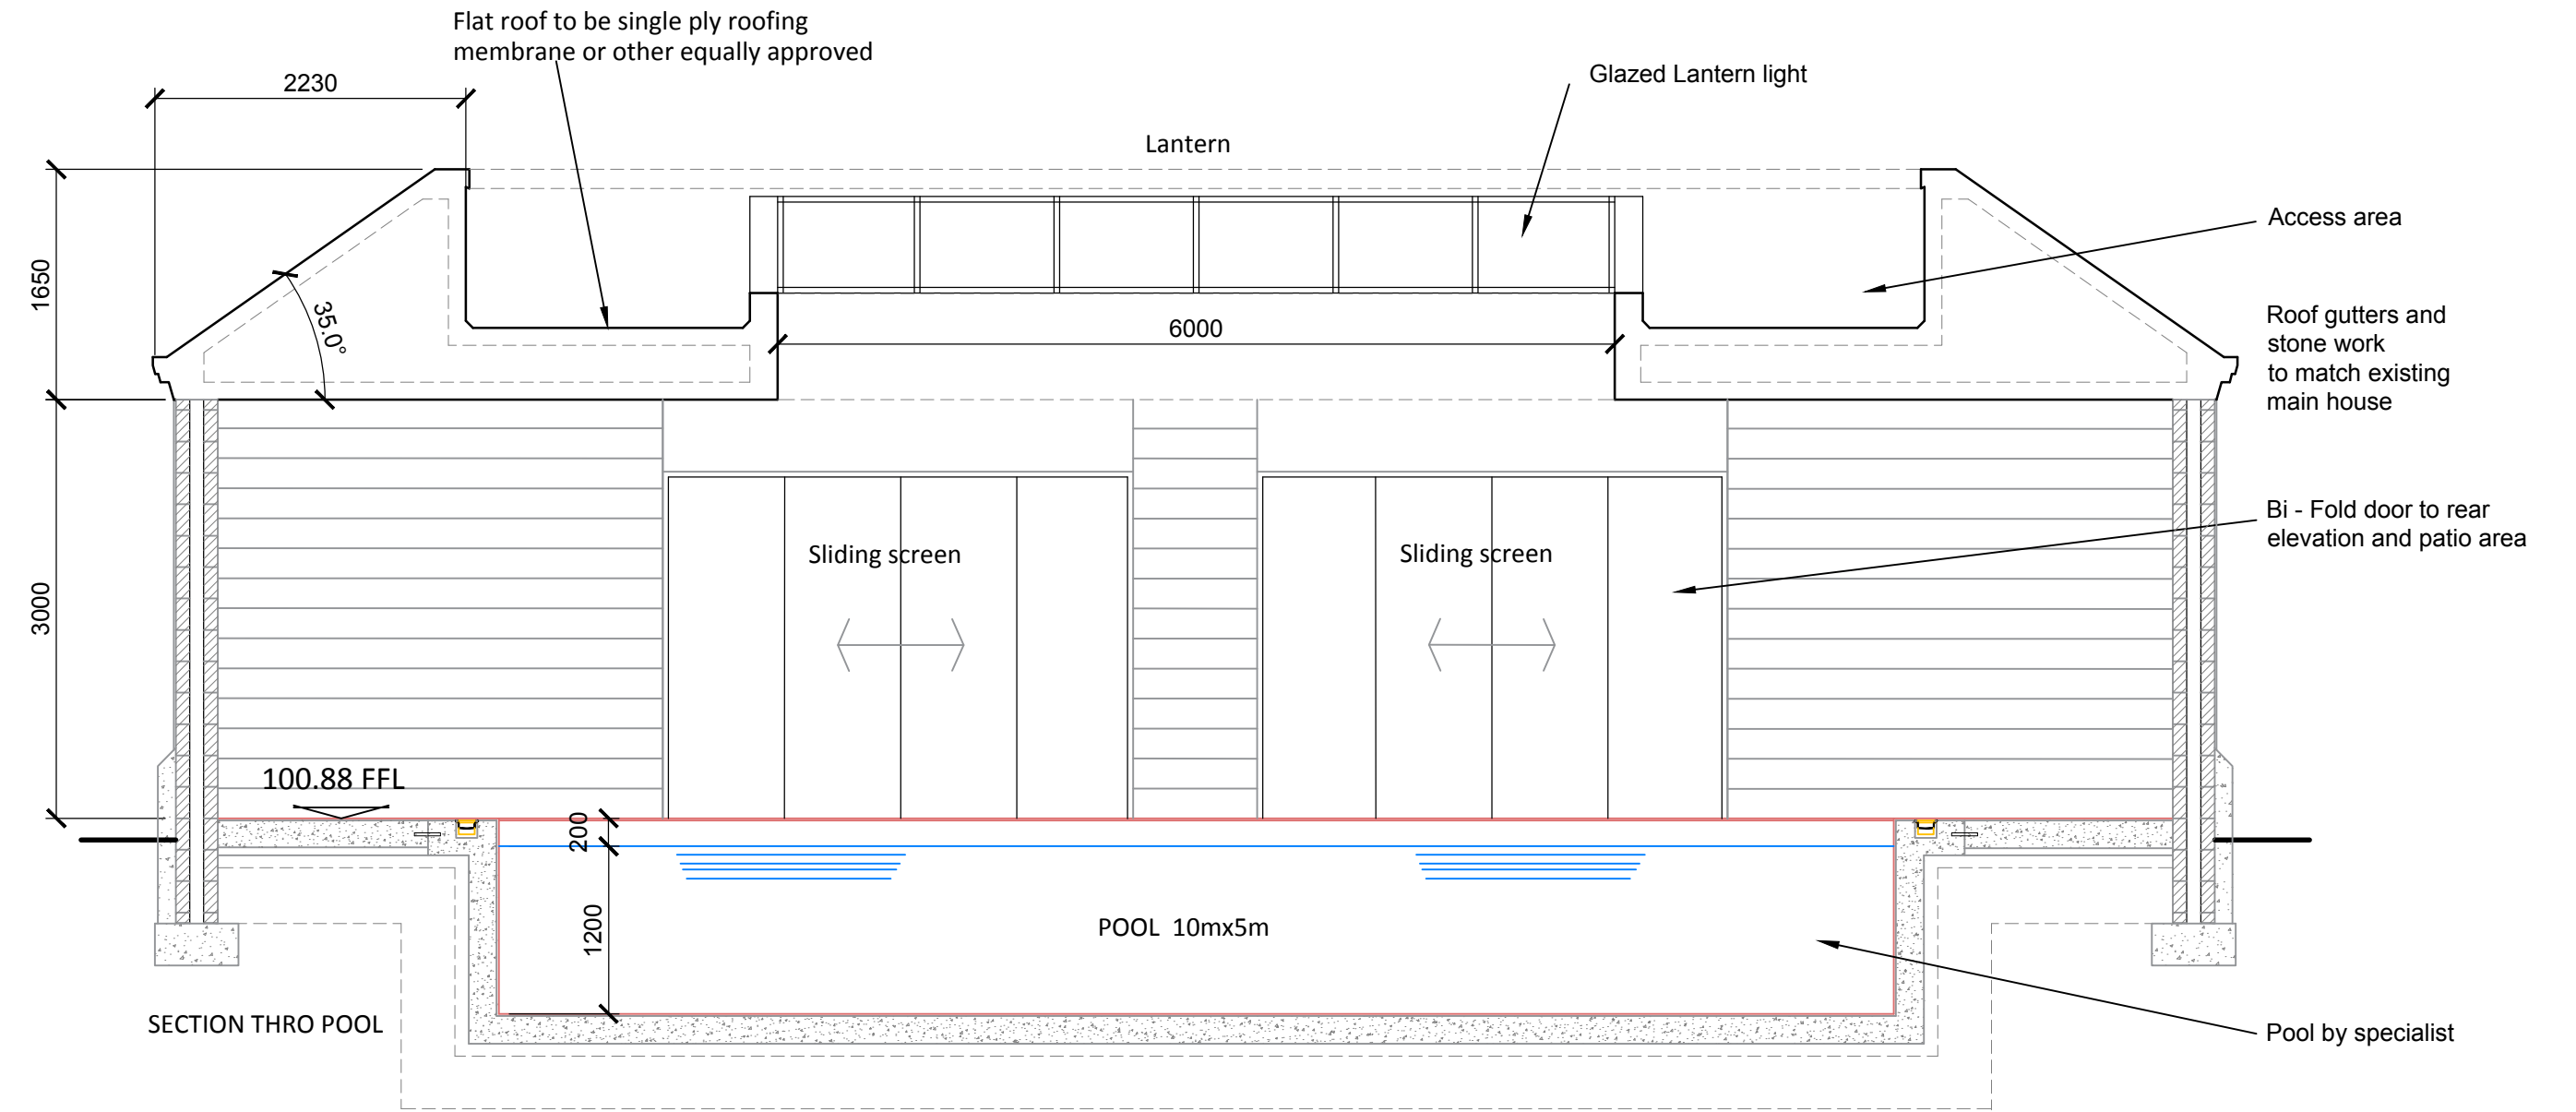 Flat roof to be single ply roofing
membrane or other equally approved
2230
Glazed Lantern light
Lantern
Access area
1650
35.0°
6000
Roof gutters and
stone work
to match existing
main house
Bi - Fold door to rear
elevation and patio area
Sliding screen
Sliding screen
3000
100.88 FFL
200
1200
POOL 10mx5m
SECTION THRO POOL
Pool by specialist